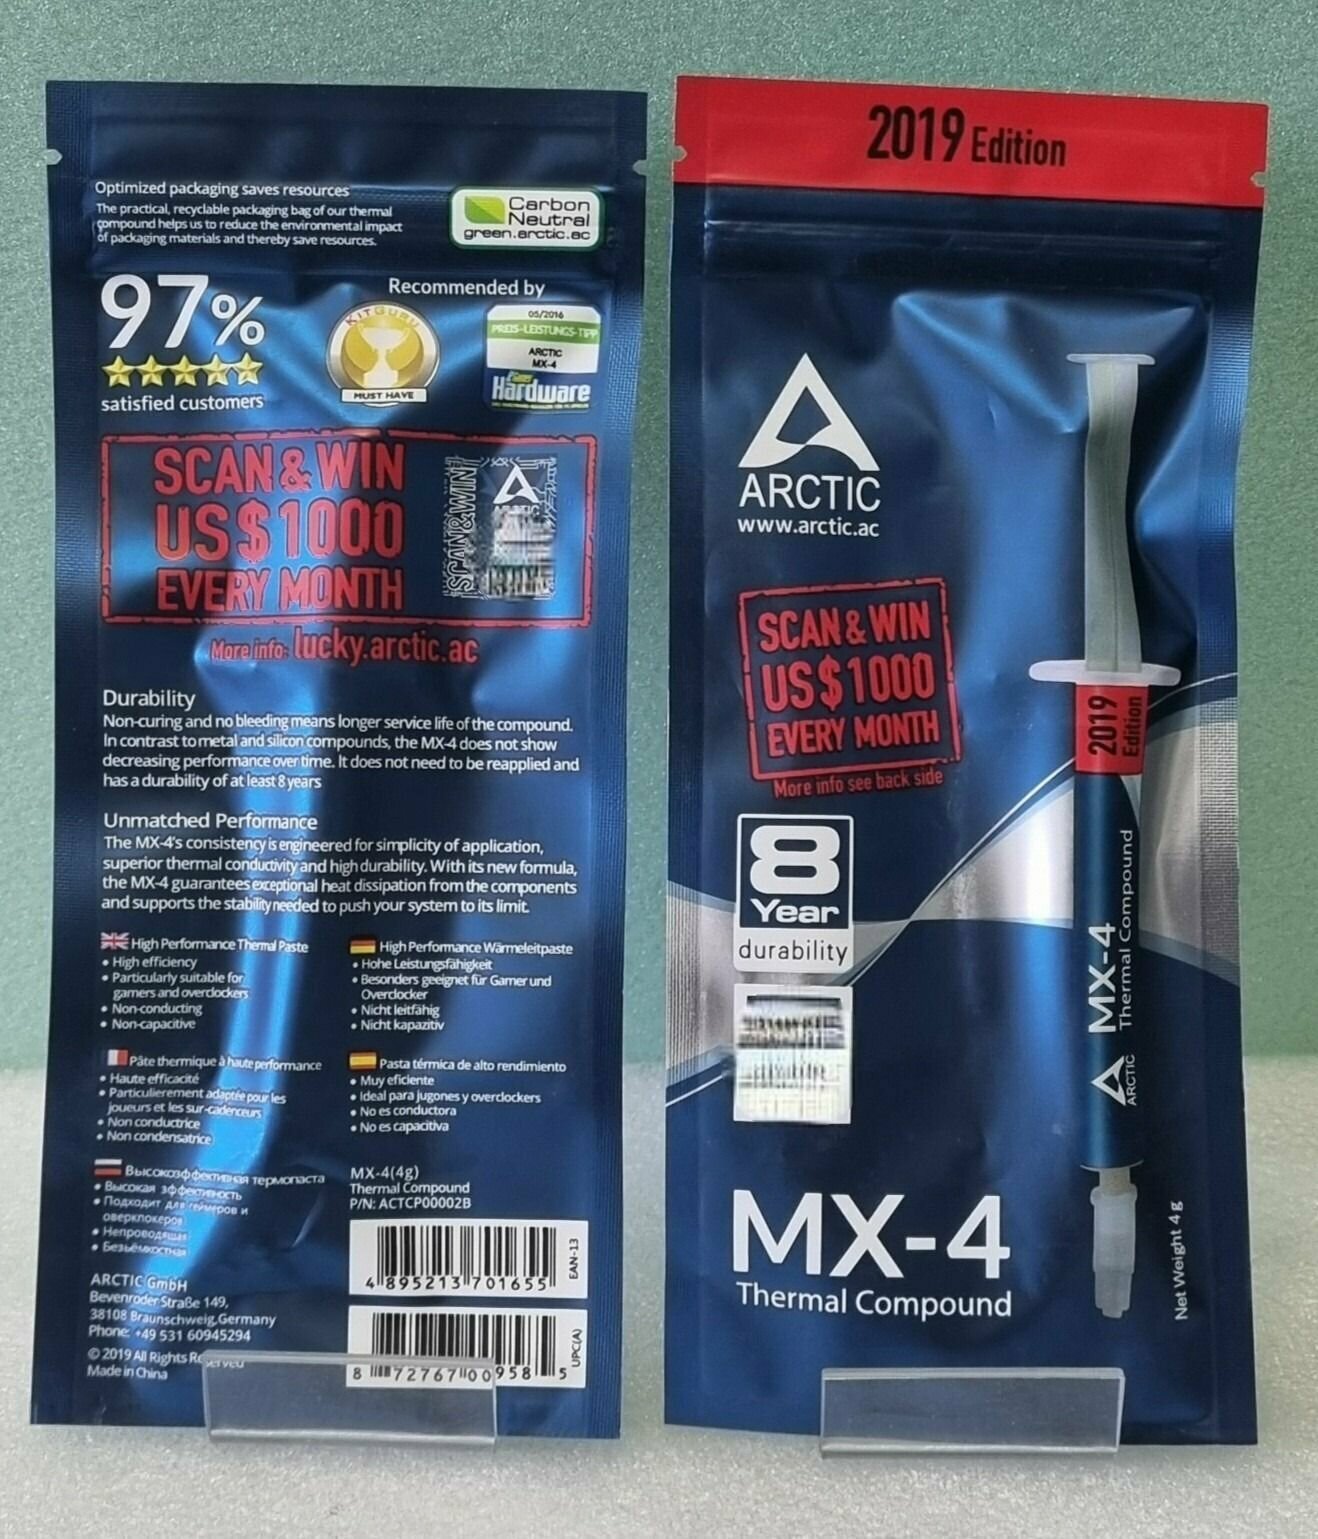 Optimized packaging saves resources
The practical, recyclable packaging bag of our thermal
compound helps us to reduce the environmental impact
of packaging materials and thereby save resources.
Carbon
Neutral
green.arctic.ac
97%
satisfied customers
Recommended by
KITGURU
MUST HAVE
05/2016
PREIS-LEISTUNGS-TIPP
ARCTIC
MX-4
Hardware
SCAN & WIN
US $ 1000
EVERY MONTH
SCAN&WIN
ARCTIC
More info: lucky.arctic.ac
Durability
Non-curing and no bleeding means longer service life of the compound.
In contrast to metal and silicon compounds, the MX-4 does not show
decreasing performance over time. It does not need to be reapplied and
has a durability of at least 8 years
Unmatched Performance
The MX-4's consistency is engineered for simplicity of application,
superior thermal conductivity and high durability. With its new formula,
the MX-4 guarantees exceptional heat dissipation from the components
and supports the stability needed to push your system to its limit.
High Performance Thermal Paste
• High efficiency
• Particularly suitable for
gamers and overclockers
• Non-conducting
• Non-capacitive
High Performance Wärmeleitpaste
• Hohe Leistungsfähigkeit
• Besonders geeignet für Gamer und
Overclocker
• Nicht leitfähig
• Nicht kapazitiv
Pâte thermique à haute performance
• Haute efficacité
• Particulierement adaptée pour les
joueurs et les sur-cadenceurs
• Non conductrice
• Non condensatrice
Pasta térmica de alto rendimiento
• Muy eficiente
• Ideal para jugones y overclockers
• No es conductora
• No es capacitiva
Высокоэффективная термопаста
• Высокая эффективность
• Подходит для геймеров и
оверклокеров
• Непроводящая
• Безъёмкостная
MX-4(4g)
Thermal Compound
P/N: ACTCP00002B
4 895213 701655
EAN-13
8 72767 00958 5
UPC(A)
ARCTIC GmbH
Bevenroder Straße 149,
38108 Braunschweig,Germany
Phone: +49 531 60945294
© 2019 All Rights Reserved
Made in China
2019 Edition
ARCTIC
www.arctic.ac
SCAN & WIN
US $ 1000
EVERY MONTH
More info see back side
8
Year
durability
2019
Edition
MX-4
Thermal Compound
ARCTIC
MX-4
Thermal Compound
Net Weight 4 g